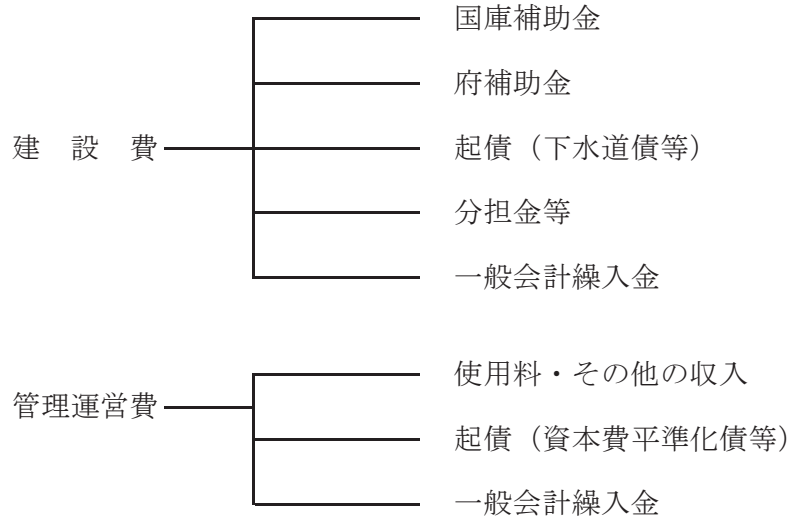 国庫補助金
府補助金
建　設　費
起債（下水道債等）
分担金等
一般会計繰入金
使用料・その他の収入
管理運営費
起債（資本費平準化債等）
一般会計繰入金